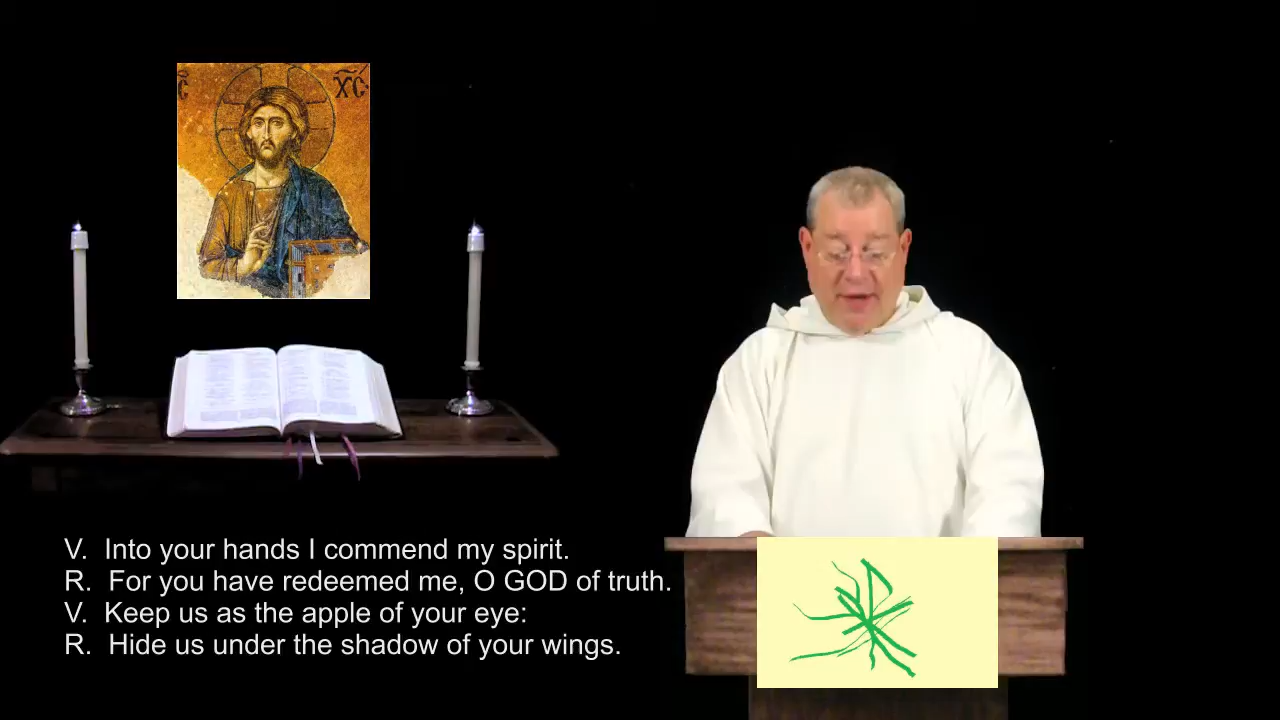 ΧC
V. Into your hands I commend my spirit.
R. For you have redeemed me, O GOD of truth.
V. Keep us as the apple of your eye:
R. Hide us under the shadow of your wings.